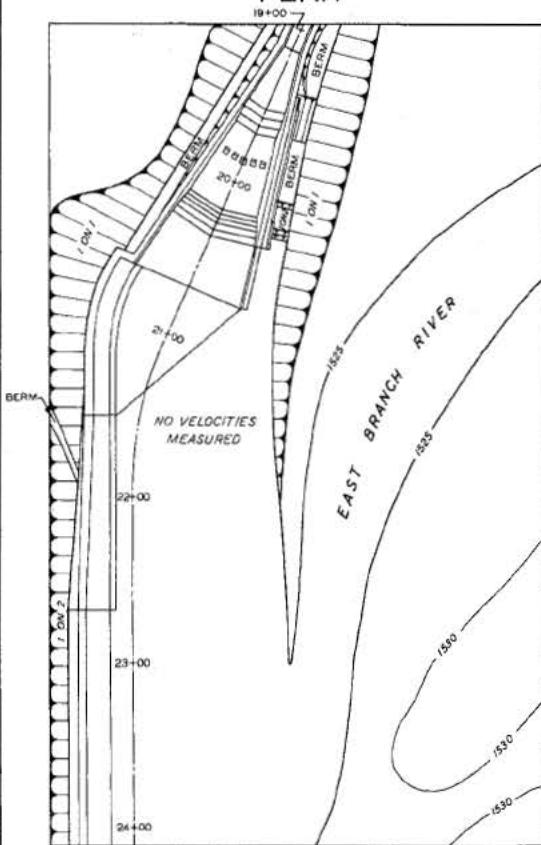 19+00
BERM
BERM
20+00
BERM
1 ON 1
1 ON 1
21+00
1525
EAST BRANCH RIVER
BERM
NO VELOCITIES
MEASURED
1525
22+00
1 ON 2
23+00
1530
1530
1530
24+00